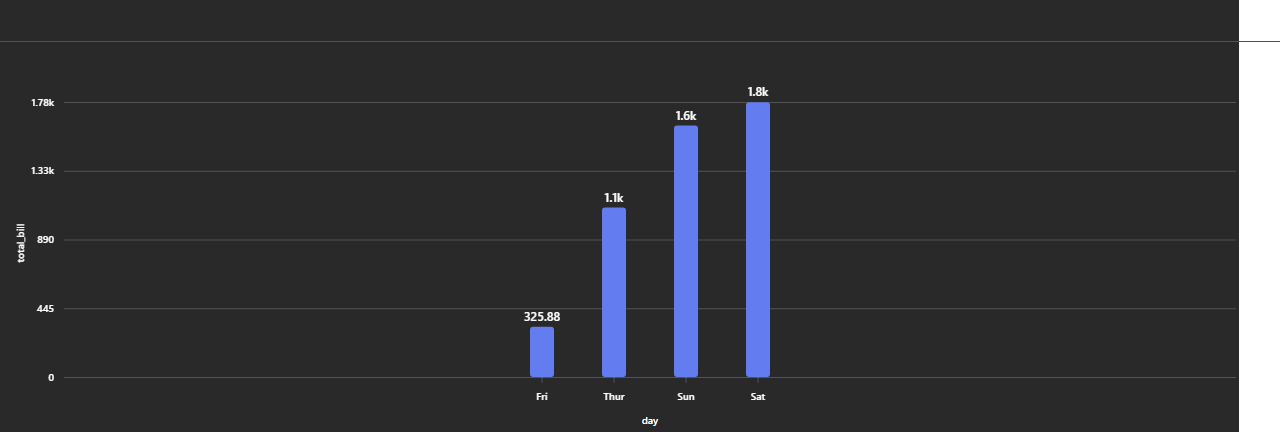 1.78k
1.33k
890
445
0
total_bill
325.88
1.1k
1.6k
1.8k
Fri
Thur
Sun
Sat
day